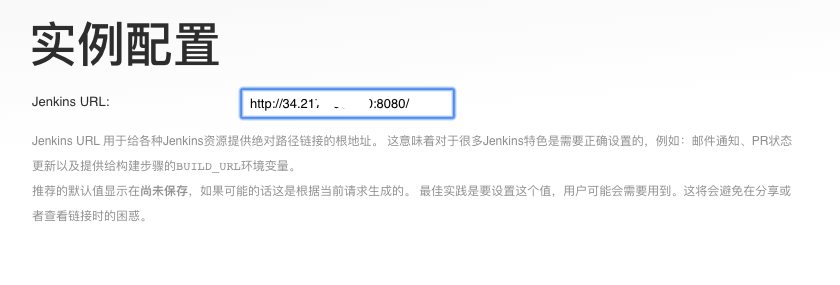 实例配置
Jenkins URL: http://34.217 0:8080/
Jenkins URL 用于给各种Jenkins资源提供绝对路径链接的根地址。 这意味着对于很多Jenkins特色是需要正确设置的，例如：邮件通知、PR状态
更新以及提供给构建步骤的BUILD_URL环境变量。
推荐的默认值显示在尚未保存，如果可能的话这是根据当前请求生成的。 最佳实践是要设置这个值，用户可能会需要用到。这将会避免在分享或
者查看链接时的困惑。